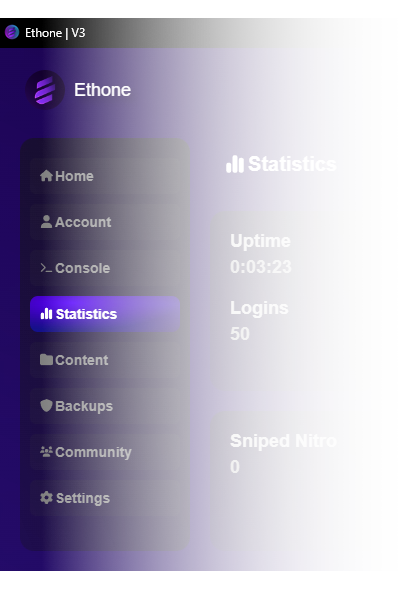 Ethone | V3
Ethone
Home
Account
Console
Statistics
Content
Backups
Community
Settings
Statistics
Uptime
0:03:23
Logins
50
Sniped Nitro
0